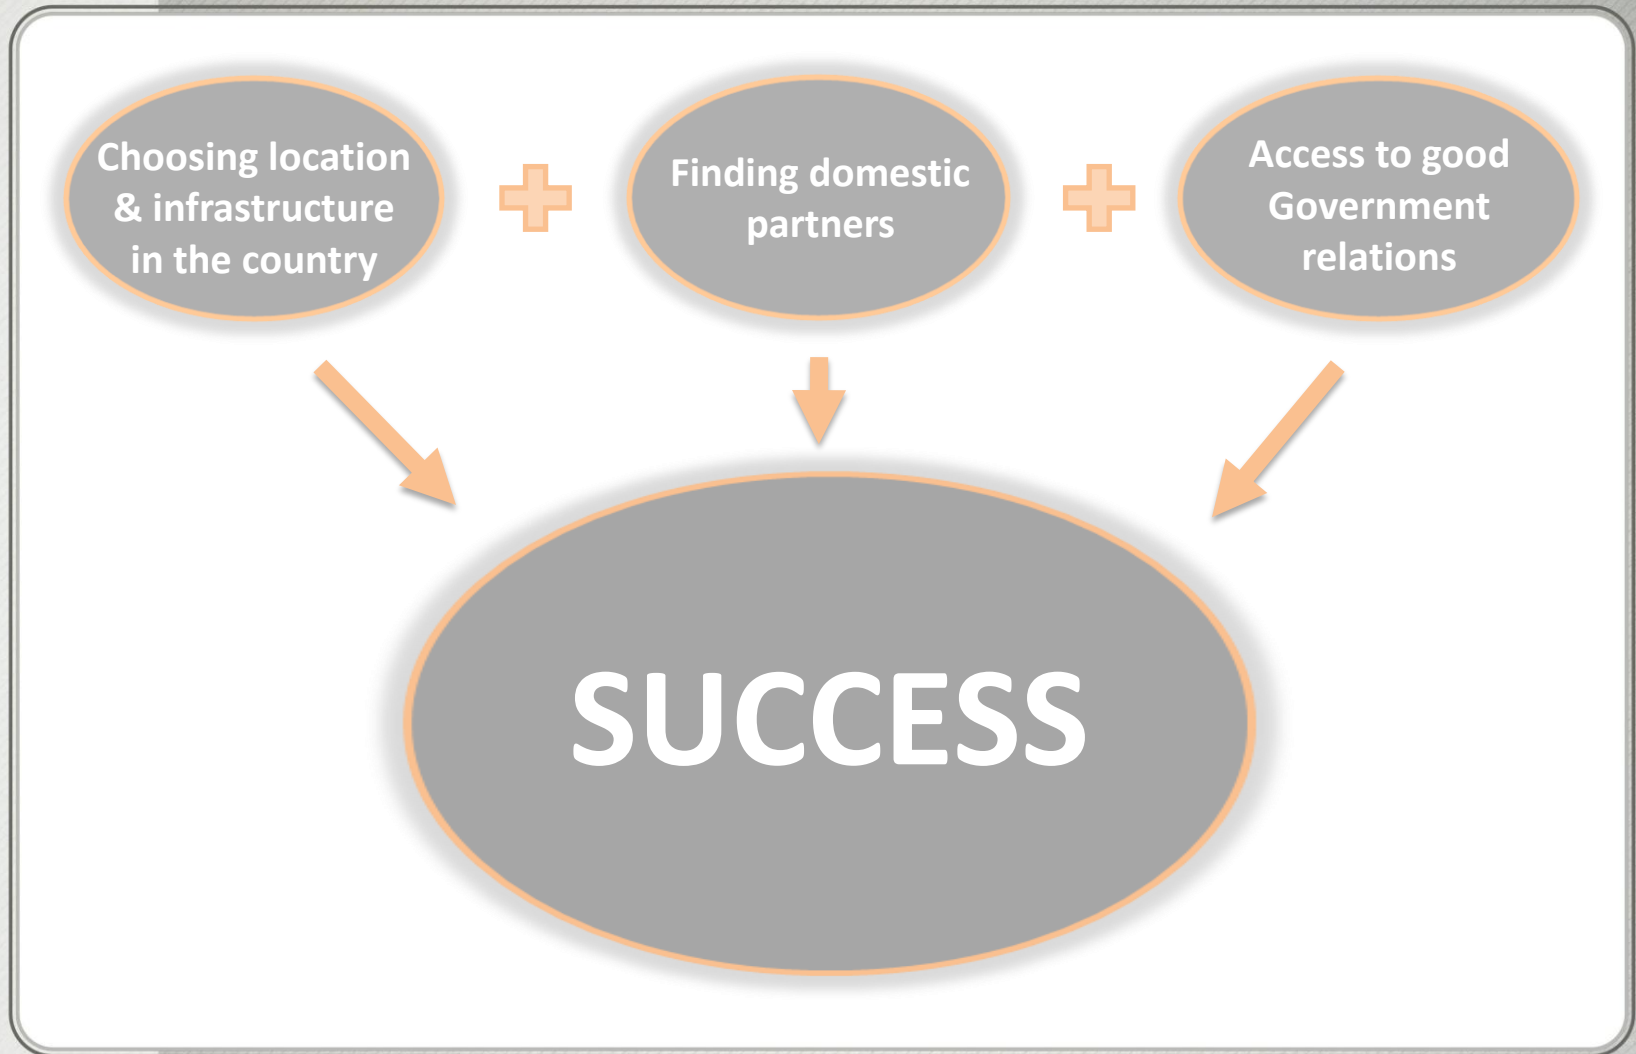 Choosing location
& infrastructure
in the country
Finding domestic
partners
Access to good
Government
relations
SUCCESS